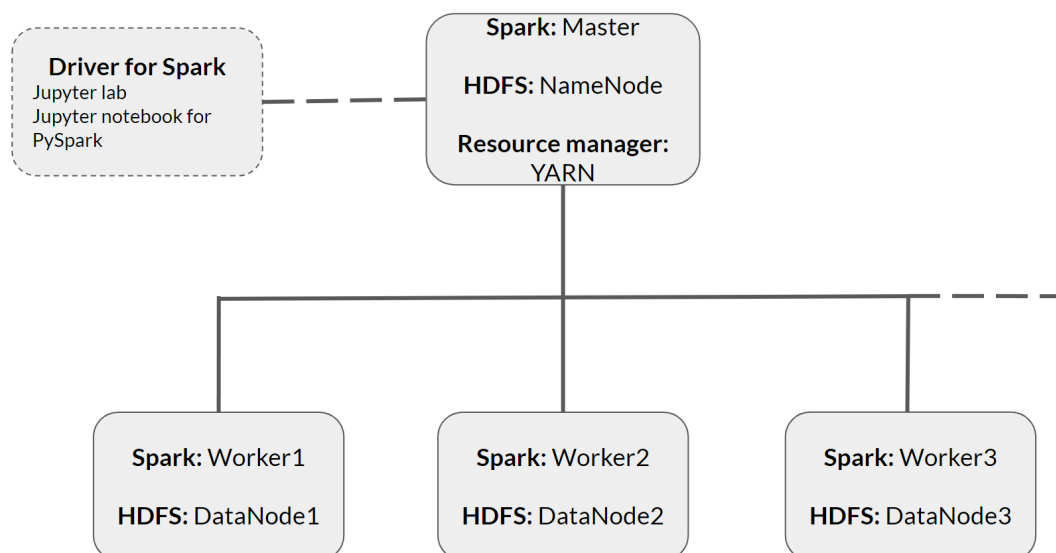 Spark: Master
HDFS: NameNode
Resource manager:
YARN
Driver for Spark
Jupyter lab
Jupyter notebook for
PySpark
Spark: Worker1
HDFS: DataNode1
Spark: Worker2
HDFS: DataNode2
Spark: Worker3
HDFS: DataNode3